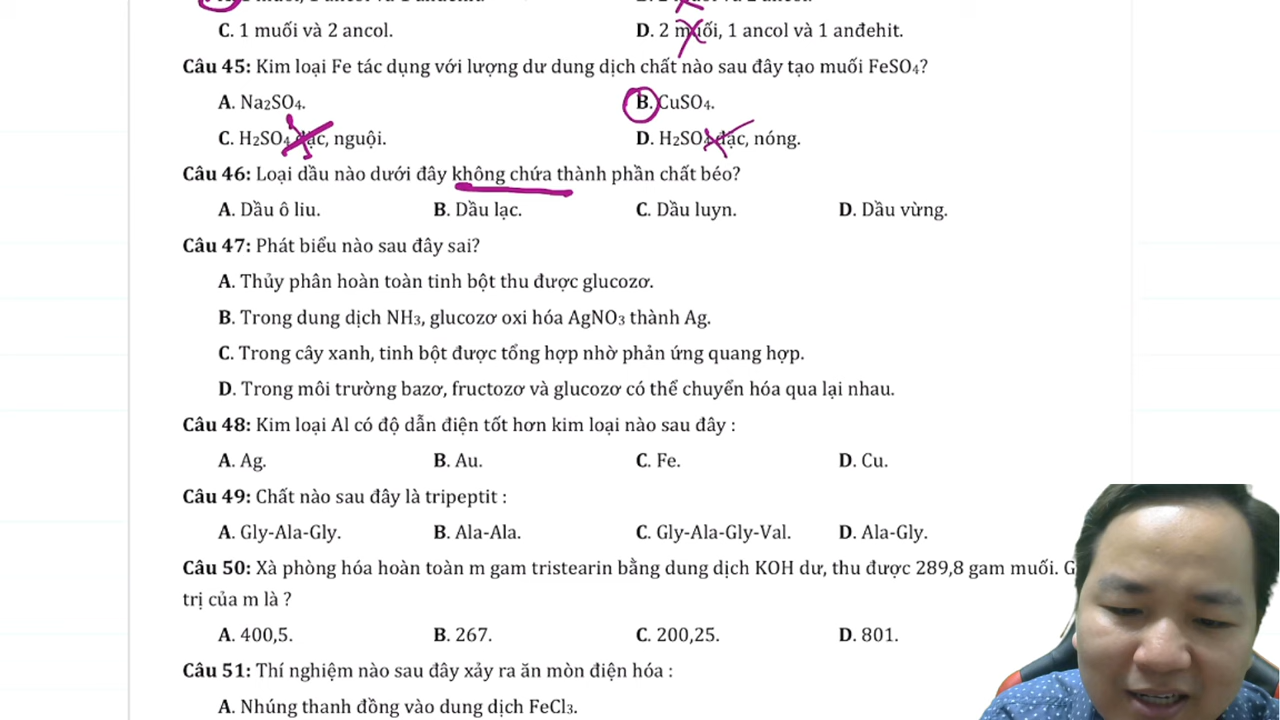 C. 1 muối và 2 ancol. D. 2 muối, 1 ancol và 1 anđehit.
Câu 45: Kim loại Fe tác dụng với lượng dư dung dịch chất nào sau đây tạo muối FeSO₄?
A. Na₂SO₄. B. CuSO₄.
C. H₂SO₄ đặc, nguội. D. H₂SO₄ đặc, nóng.
Câu 46: Loại dầu nào dưới đây không chứa thành phần chất béo?
A. Dầu ô liu. B. Dầu lạc. C. Dầu luyn. D. Dầu vừng.
Câu 47: Phát biểu nào sau đây sai?
A. Thủy phân hoàn toàn tinh bột thu được glucozơ.
B. Trong dung dịch NH₃, glucozơ oxi hóa AgNO₃ thành Ag.
C. Trong cây xanh, tinh bột được tổng hợp nhờ phản ứng quang hợp.
D. Trong môi trường bazơ, fructozơ và glucozơ có thể chuyển hóa qua lại nhau.
Câu 48: Kim loại Al có độ dẫn điện tốt hơn kim loại nào sau đây :
A. Ag. B. Au. C. Fe. D. Cu.
Câu 49: Chất nào sau đây là tripeptit :
A. Gly-Ala-Gly. B. Ala-Ala. C. Gly-Ala-Gly-Val. D. Ala-Gly.
Câu 50: Xà phòng hóa hoàn toàn m gam tristearin bằng dung dịch KOH dư, thu được 289,8 gam muối.
trị của m là ?
A. 400,5. B. 267. C. 200,25. D. 801.
Câu 51: Thí nghiệm nào sau đây xảy ra ăn mòn điện hóa :
A. Nhúng thanh đồng vào dung dịch FeCl₃.